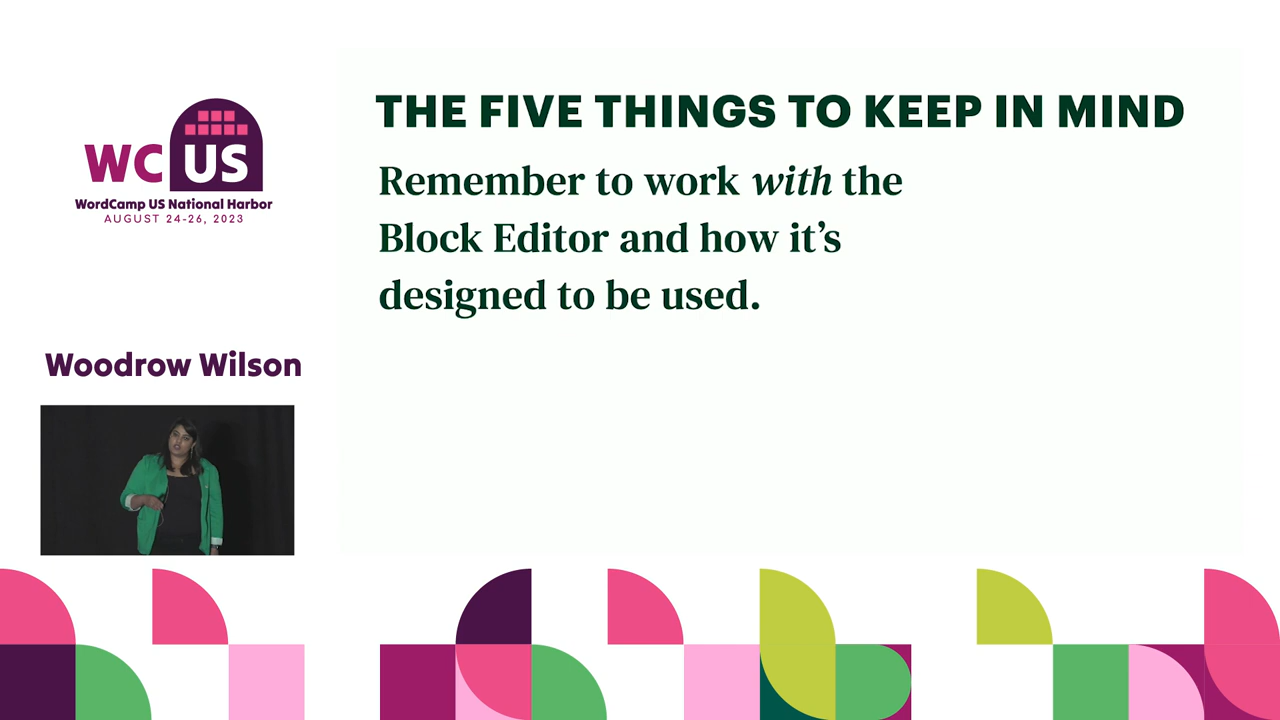 THE FIVE THINGS TO KEEP IN MIND
Remember to work with the
Block Editor and how it's
designed to be used.
WC US
WordCamp US National Harbor
AUGUST 24-26, 2023
Woodrow Wilson